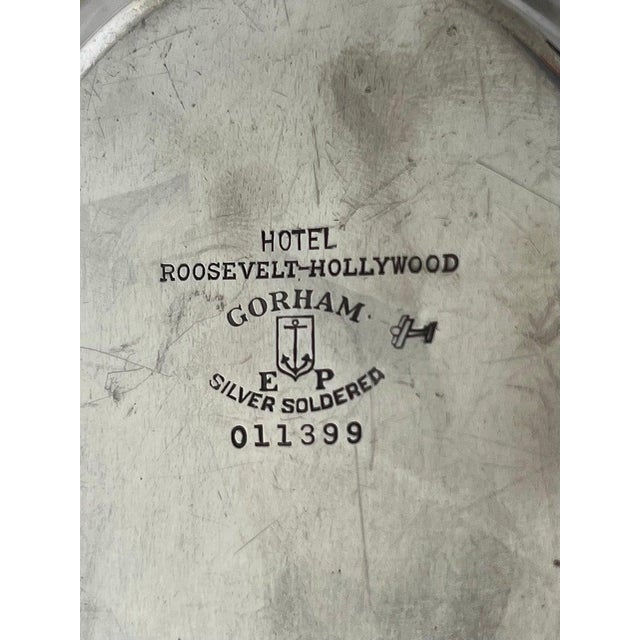 HOTEL
ROOSEVELT-HOLLYWOOD
GORHAM
E P
SILVER SOLDERED
011399